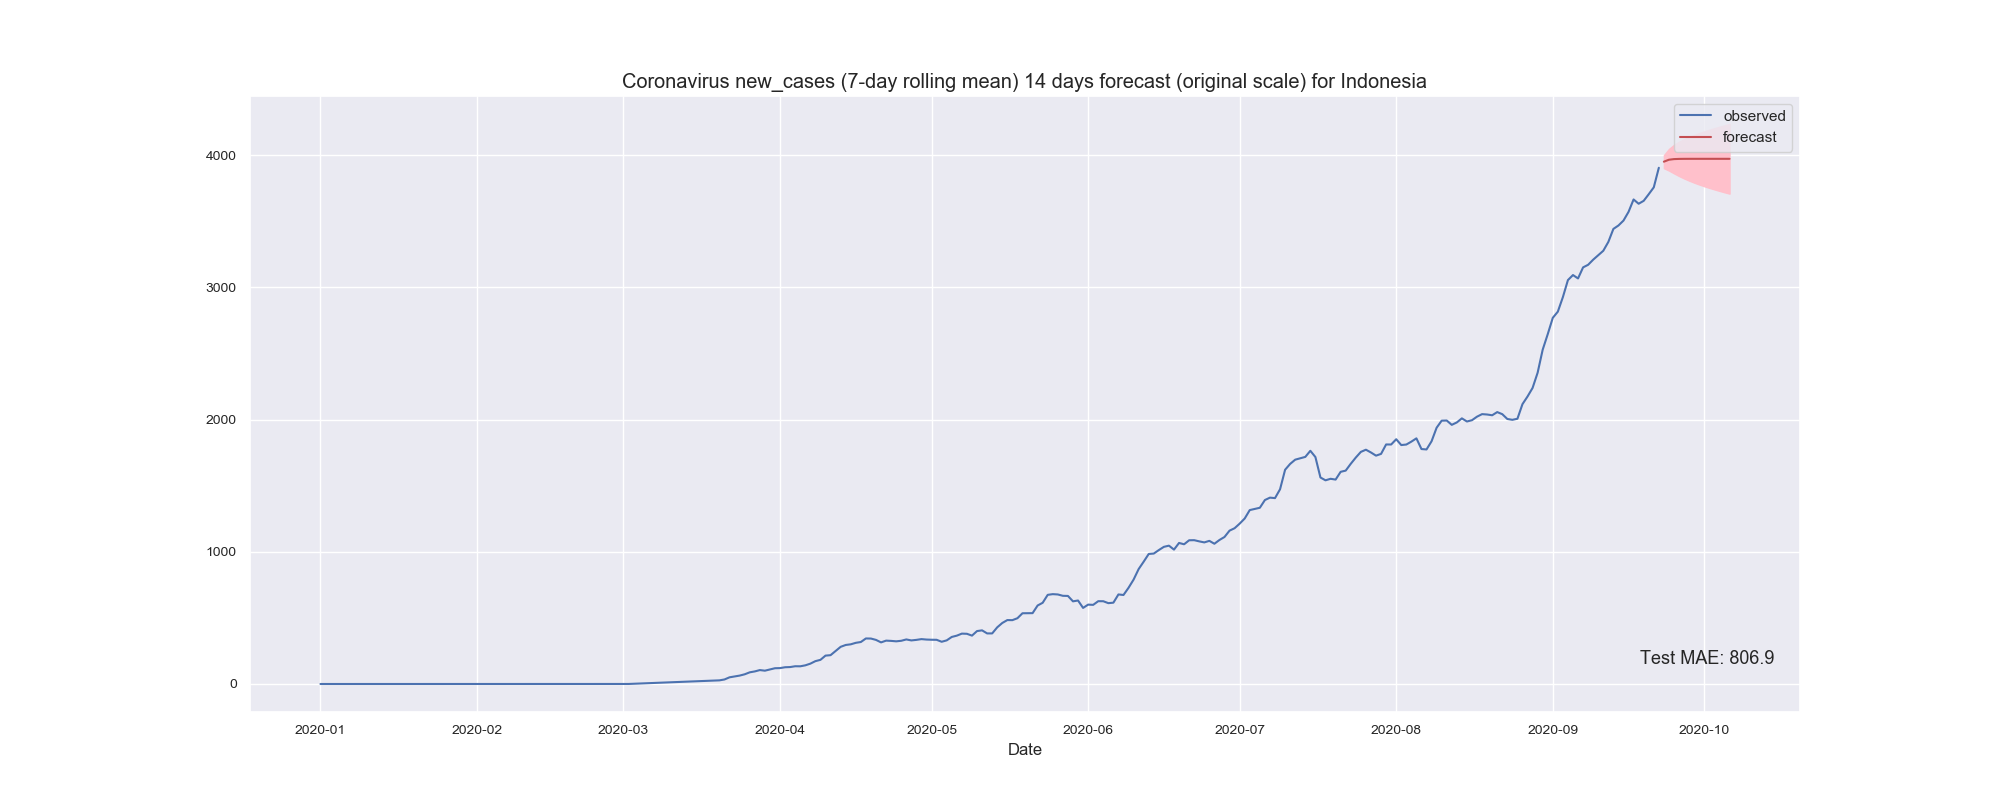 Coronavirus new_cases (7-day rolling mean) 14 days forecast (original scale) for Indonesia
observed
forecast
4000
3000
2000
1000
0
Test MAE: 806.9
2020-01 2020-02 2020-03 2020-04 2020-05 2020-06 2020-07 2020-08 2020-09 2020-10
Date